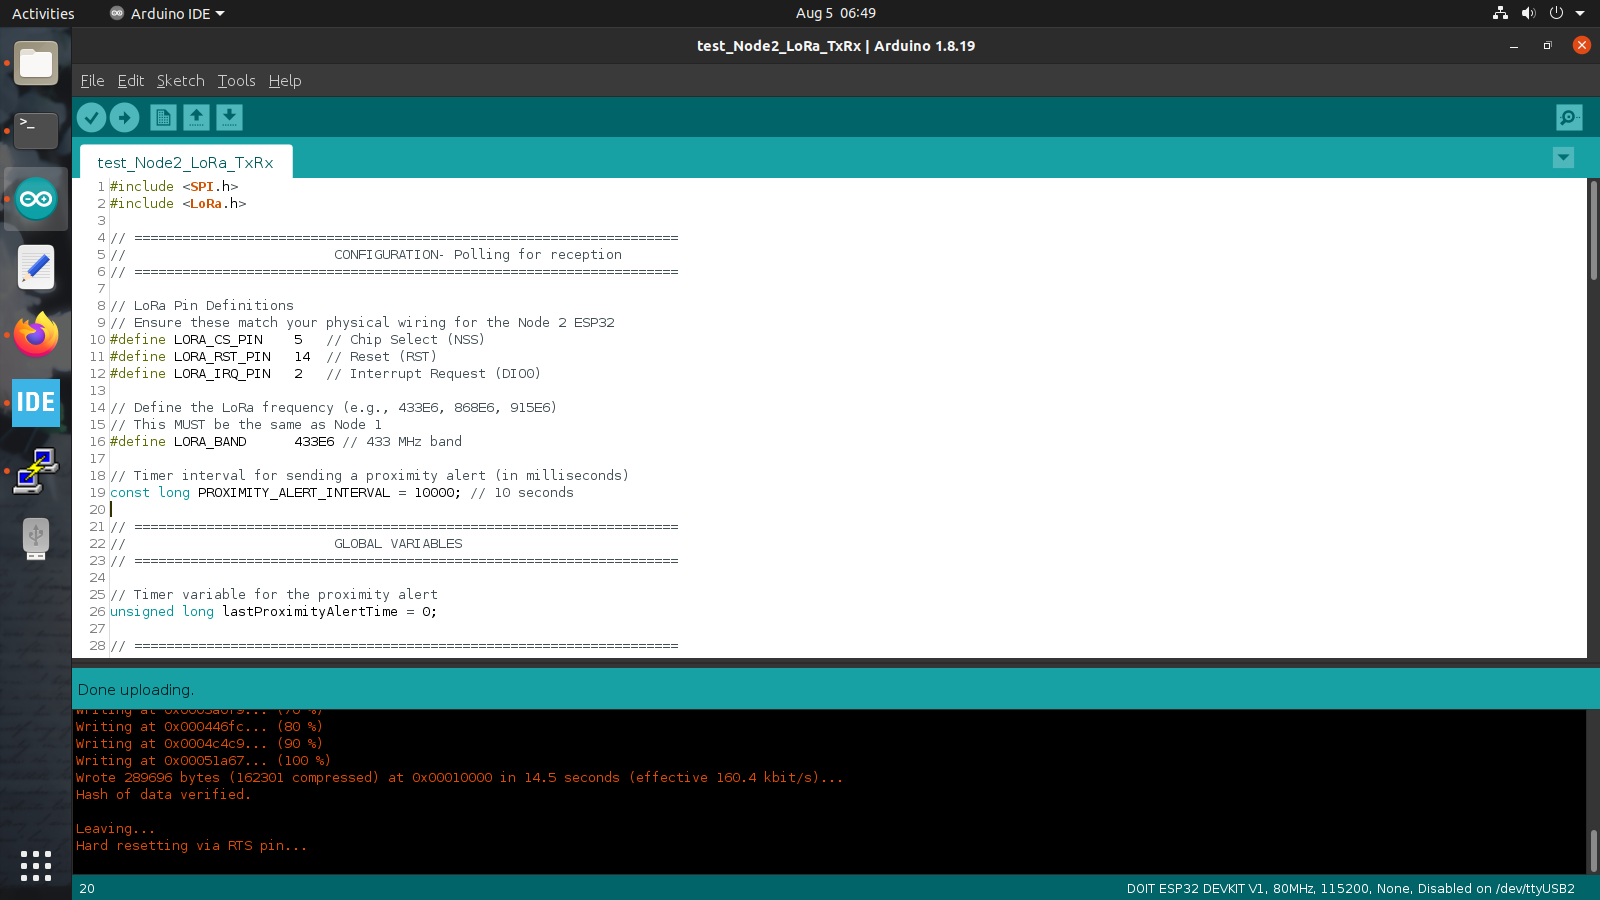 Activities
Arduino IDE
Aug 5 06:49
test_Node2_LoRa_TxRx | Arduino 1.8.19
File Edit Sketch Tools Help
test_Node2_LoRa_TxRx
1 #include <SPI.h>
2 #include <LoRa.h>
3
4 // ====================================================================
5 // CONFIGURATION- Polling for reception
6 // ====================================================================
7
8 // LoRa Pin Definitions
9 // Ensure these match your physical wiring for the Node 2 ESP32
10 #define LORA_CS_PIN 5 // Chip Select (NSS)
11 #define LORA_RST_PIN 14 // Reset (RST)
12 #define LORA_IRQ_PIN 2 // Interrupt Request (DIO0)
13
14 // Define the LoRa frequency (e.g., 433E6, 868E6, 915E6)
15 // This MUST be the same as Node 1
16 #define LORA_BAND 433E6 // 433 MHz band
17
18 // Timer interval for sending a proximity alert (in milliseconds)
19 const long PROXIMITY_ALERT_INTERVAL = 10000; // 10 seconds
20
21 // ====================================================================
22 // GLOBAL VARIABLES
23 // ====================================================================
24
25 // Timer variable for the proximity alert
26 unsigned long lastProximityAlertTime = 0;
27
28 // ====================================================================
>_
IDE
Done uploading.
Writing at (70 %)
Writing at 0x000446fc... (80 %)
Writing at 0x0004c4c9... (90 %)
Writing at 0x00051a67... (100 %)
Wrote 289696 bytes (162301 compressed) at 0x00010000 in 14.5 seconds (effective 160.4 kbit/s)...
Hash of data verified.
Leaving...
Hard resetting via RTS pin...
20
DOIT ESP32 DEVKIT V1, 80MHz, 115200, None, Disabled on /dev/ttyUSB2